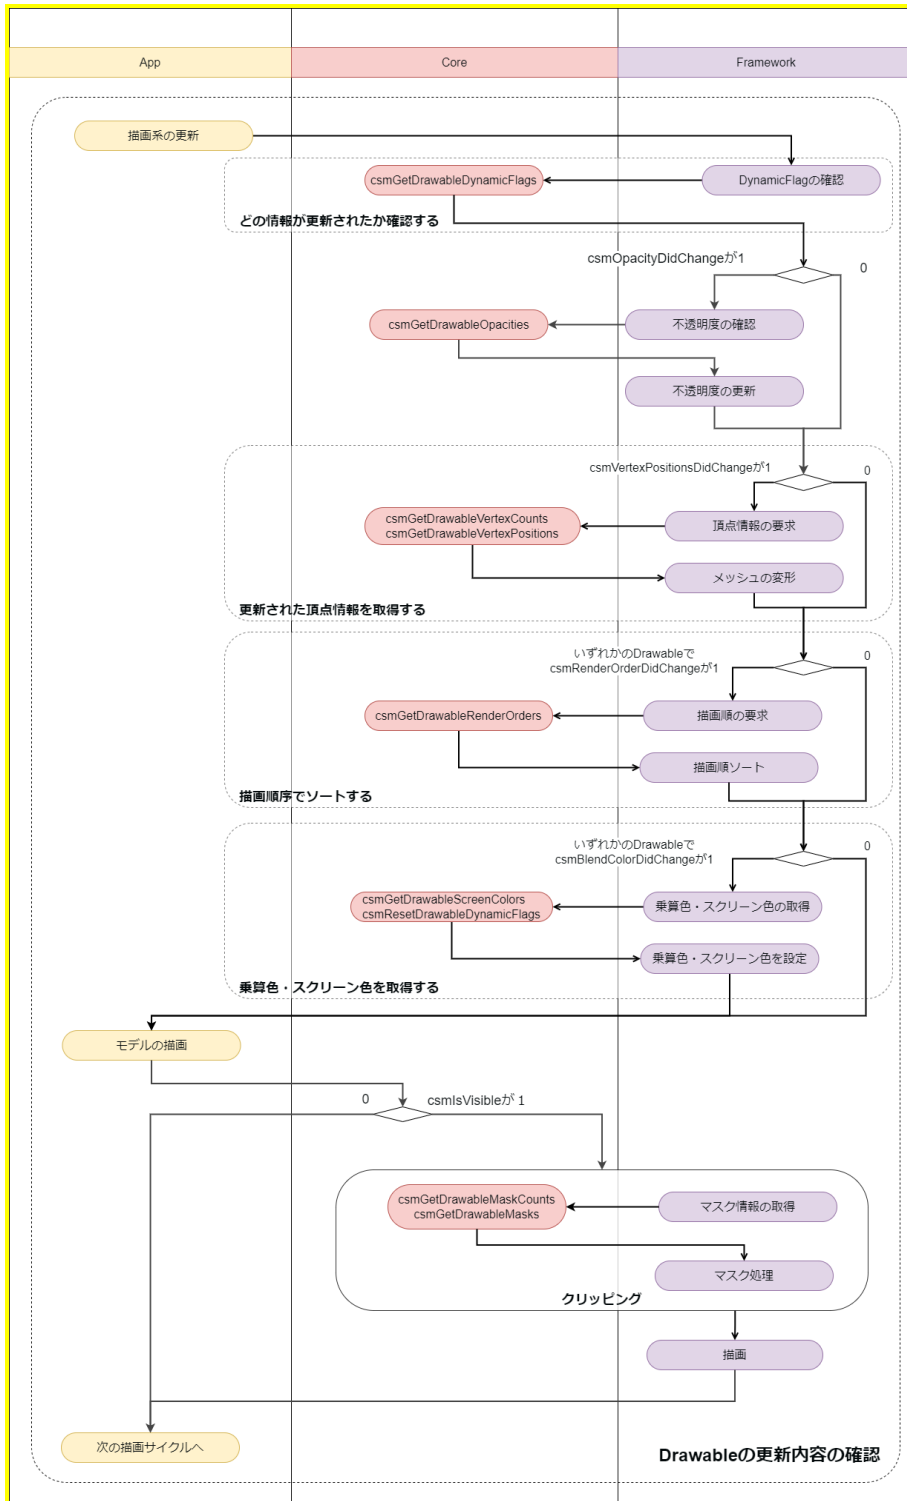 App
Core
Framework
描画系の更新
csmGetDrawableDynamicFlags
DynamicFlagの確認
どの情報が更新されたか確認する
csmOpacityDidChangeが1
0
csmGetDrawableOpacities
不透明度の確認
不透明度の更新
csmVertexPositionsDidChangeが1
0
csmGetDrawableVertexCounts
csmGetDrawableVertexPositions
頂点情報の要求
メッシュの変形
更新された頂点情報を取得する
いずれかのDrawableで
csmRenderOrderDidChangeが1
0
csmGetDrawableRenderOrders
描画順の要求
描画順ソート
描画順序でソートする
いずれかのDrawableで
csmBlendColorDidChangeが1
0
csmGetDrawableScreenColors
csmResetDrawableDynamicFlags
乗算色・スクリーン色の取得
乗算色・スクリーン色を設定
乗算色・スクリーン色を取得する
モデルの描画
0
csmIsVisibleが 1
csmGetDrawableMaskCounts
csmGetDrawableMasks
マスク情報の取得
マスク処理
クリッピング
描画
次の描画サイクルへ
Drawableの更新内容の確認